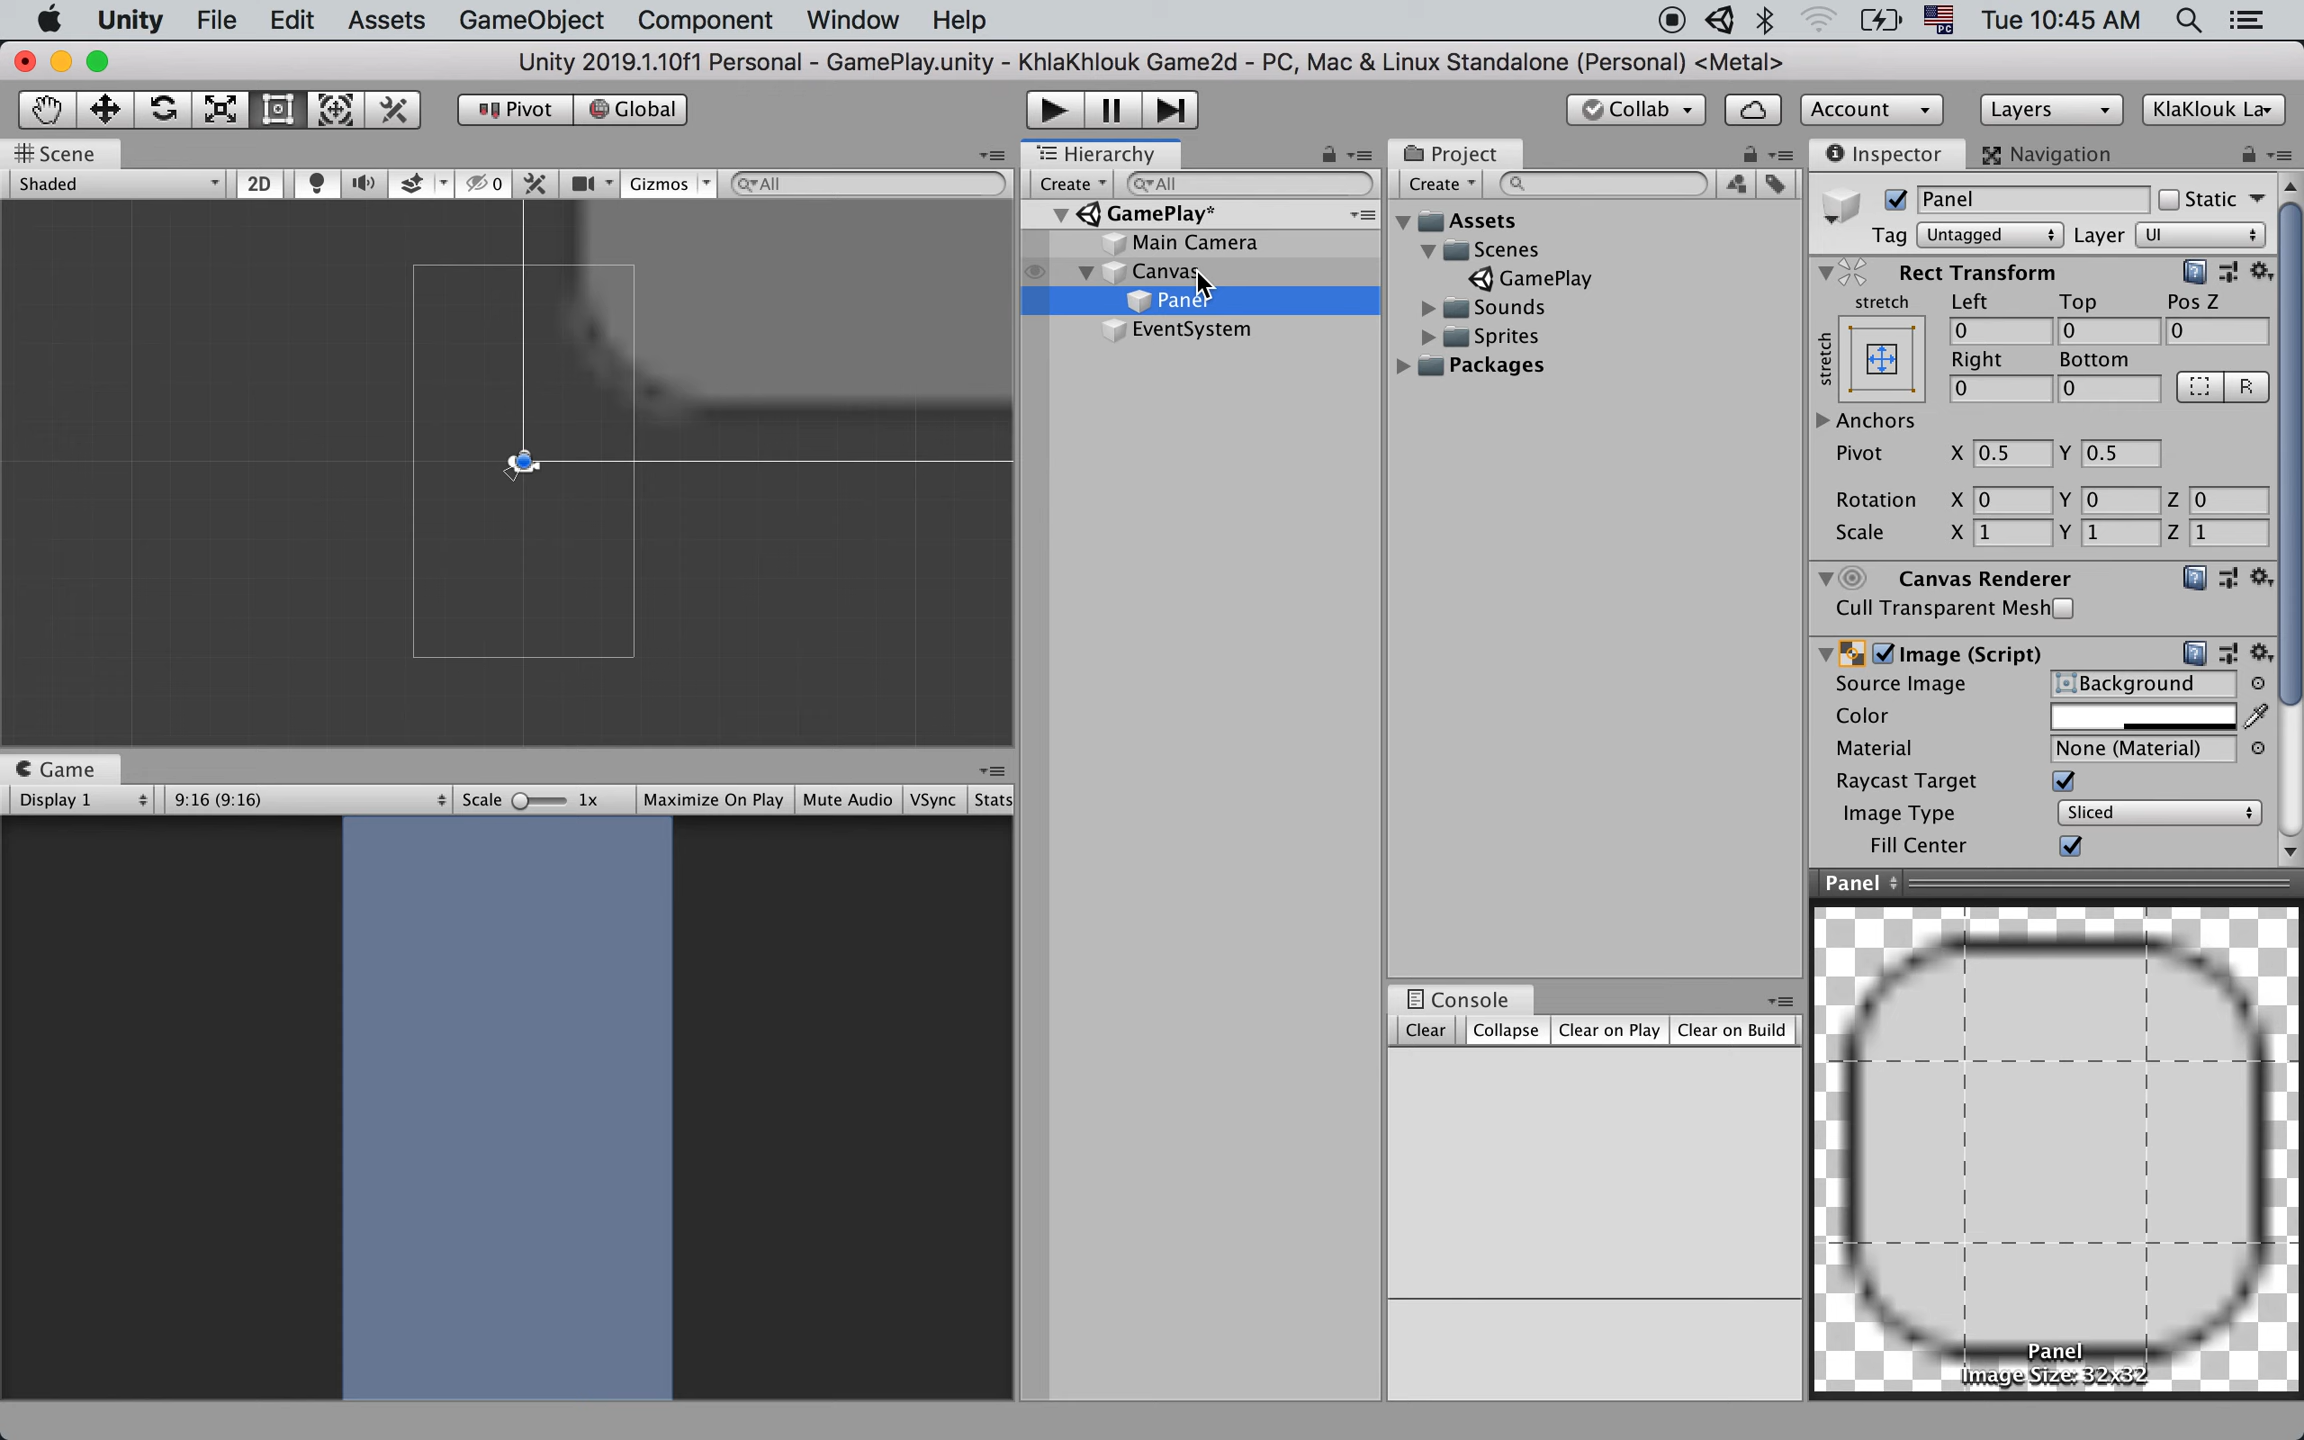 Unity File Edit Assets GameObject Component Window Help Tue 10:45 AM
Unity 2019.1.10f1 Personal - GamePlay.unity - KhlaKhlouk Game2d - PC, Mac & Linux Standalone (Personal) <Metal>
Pivot Global Collab Account Layers KlaKlouk La
Scene
Shaded 2D 0 Gizmos All
Hierarchy
Create All
GamePlay*
Main Camera
Canvas
Panel
EventSystem
Project
Create
Assets
Scenes
GamePlay
Sounds
Sprites
Packages
Inspector Navigation
Panel Static
Tag Untagged Layer UI
Rect Transform
stretch Left Top Pos Z
stretch 0 0 0
Right Bottom
0 0 R
Anchors
Pivot X 0.5 Y 0.5
Rotation X 0 Y 0 Z 0
Scale X 1 Y 1 Z 1
Canvas Renderer
Cull Transparent Mesh
Image (Script)
Source Image Background
Color
Material None (Material)
Raycast Target
Image Type Sliced
Fill Center
Panel
Panel
Image Size: 32x32
Game
Display 1 9:16 (9:16) Scale 1x Maximize On Play Mute Audio VSync Stats
Console
Clear Collapse Clear on Play Clear on Build